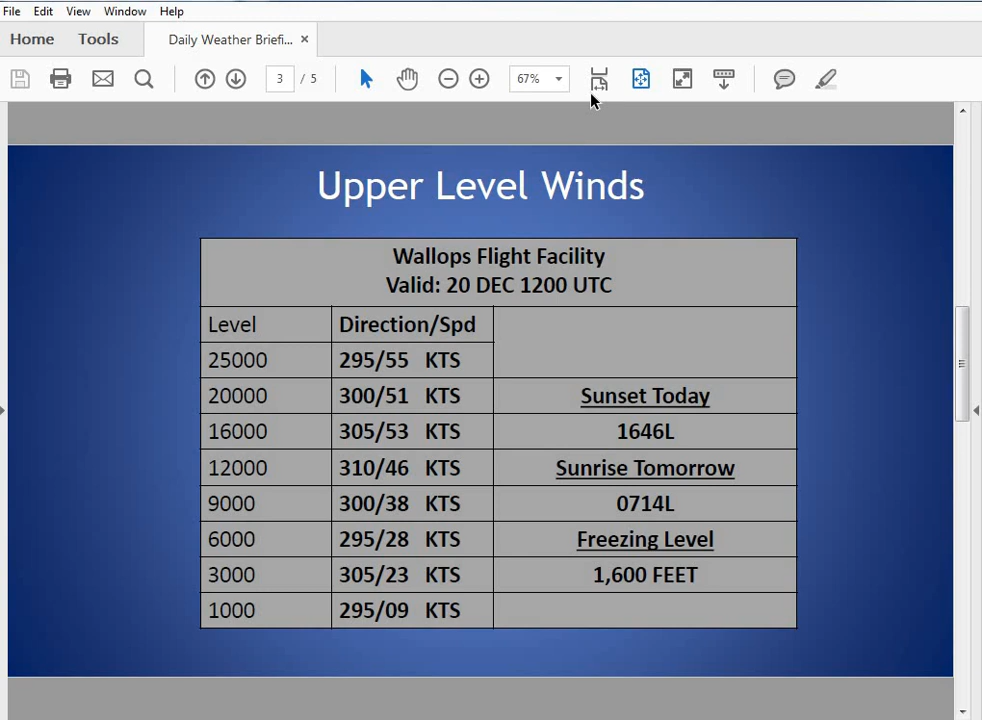 File Edit View Window Help
Home Tools Daily Weather Briefi... ×
3 / 5 67%
Upper Level Winds
Wallops Flight Facility
Valid: 20 DEC 1200 UTC
Level Direction/Spd
25000 295/55 KTS
20000 300/51 KTS Sunset Today
16000 305/53 KTS 1646L
12000 310/46 KTS Sunrise Tomorrow
9000 300/38 KTS 0714L
6000 295/28 KTS Freezing Level
3000 305/23 KTS 1,600 FEET
1000 295/09 KTS